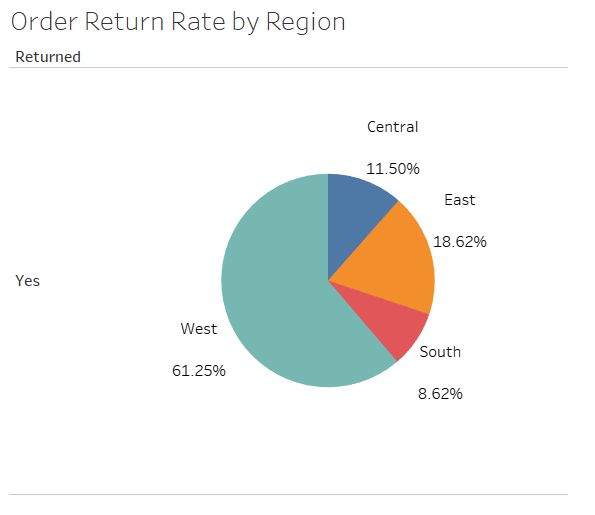 Order Return Rate by Region
Returned
Central
11.50%
East
18.62%
Yes
West
61.25%
South
8.62%